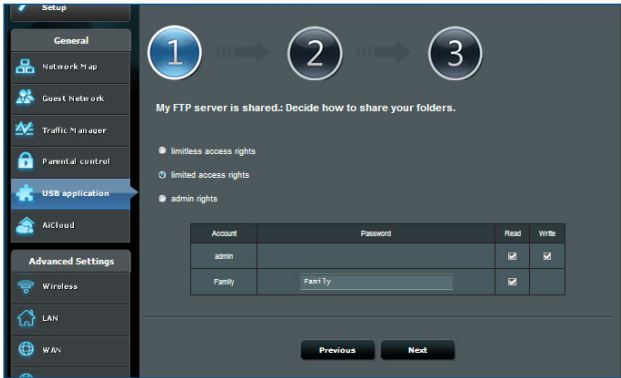 Setup
General
Network Map
Guest Network
Traffic Manager
Parental control
USB application
AiCloud
Advanced Settings
Wireless
LAN
WAN
1
2
3
My FTP server is shared.: Decide how to share your folders.
limitless access rights
limited access rights
admin rights
Account Password Read Write
admin
Family Family
Previous Next